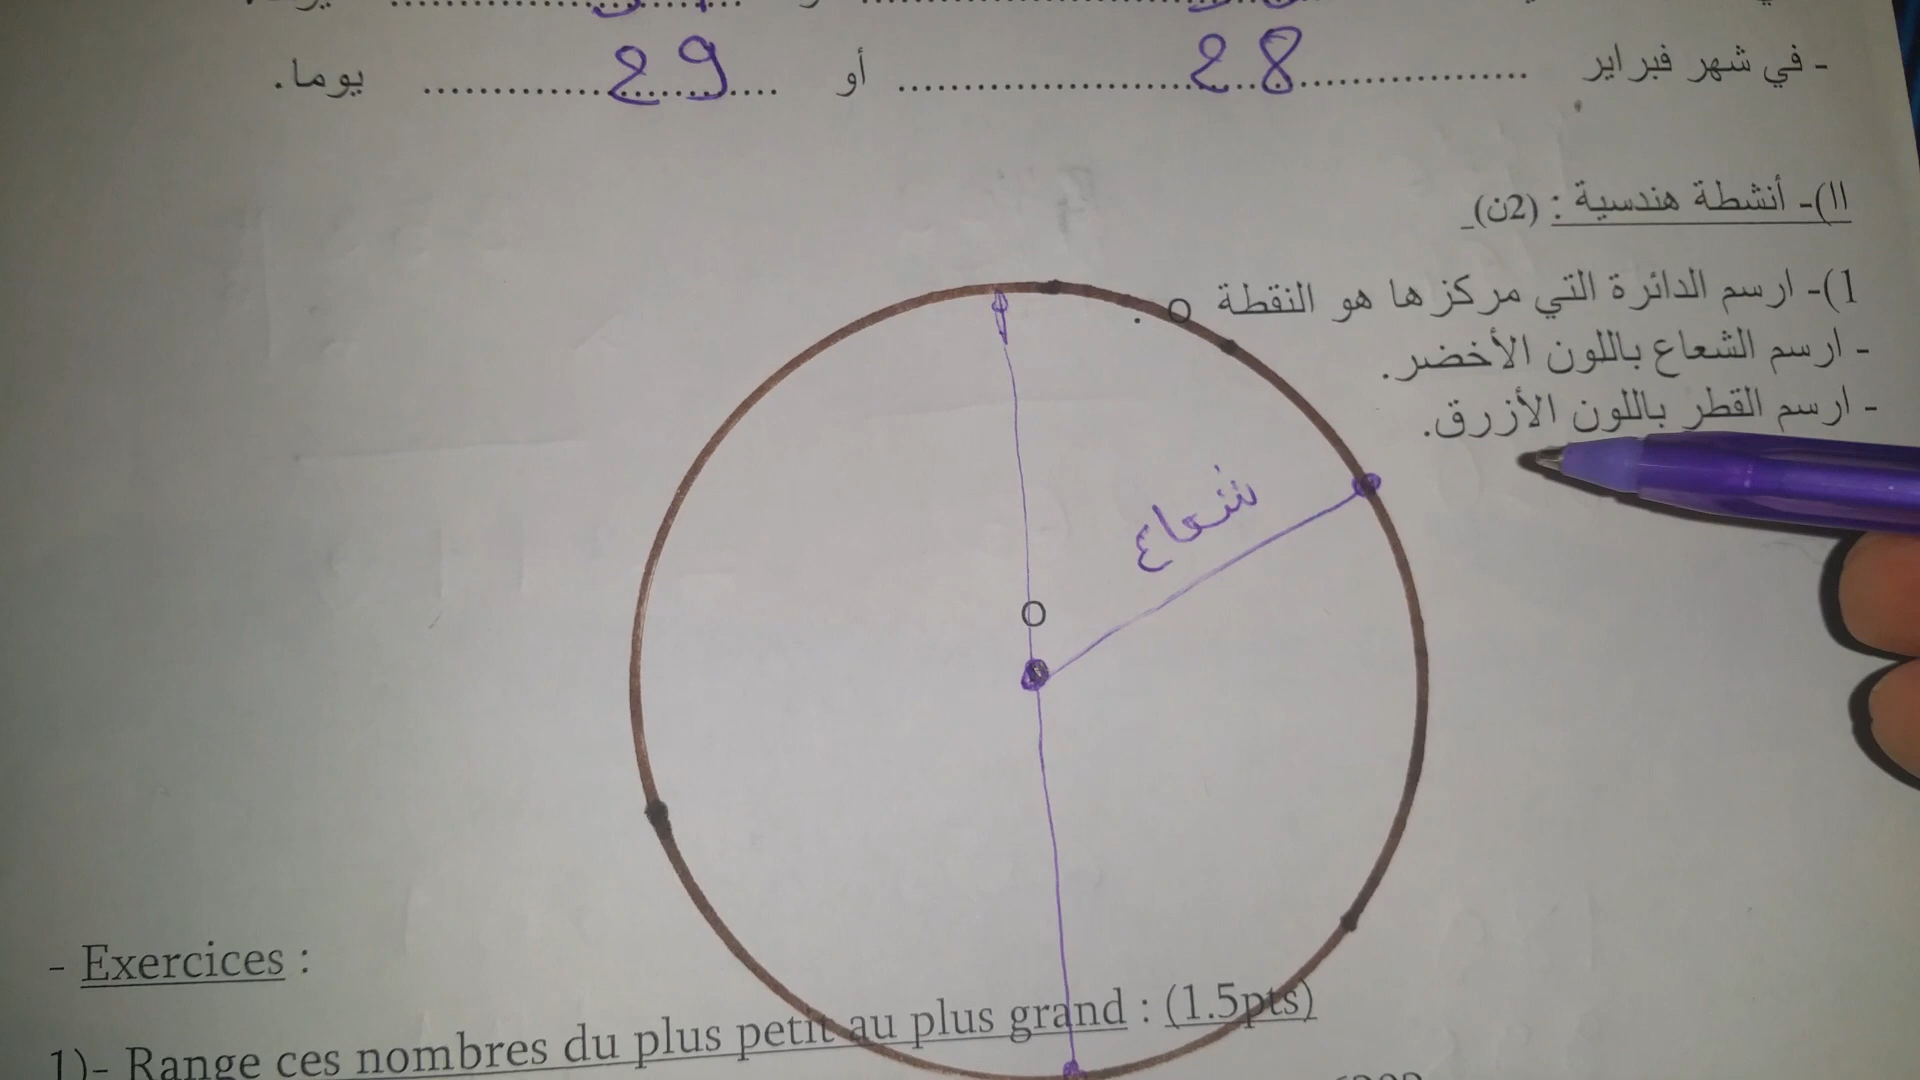 - في شهر فبراير ........ 28 ........ أو ........ 29 ........ يوما.
II)- أنشطة هندسية : (2ن)
1)- ارسم الدائرة التي مركزها هو النقطة O .
- ارسم الشعاع باللون الأخضر.
- ارسم القطر باللون الأزرق.
شعاع
O
- Exercices :
1)- Range ces nombres du plus petit au plus grand : (1.5pts)